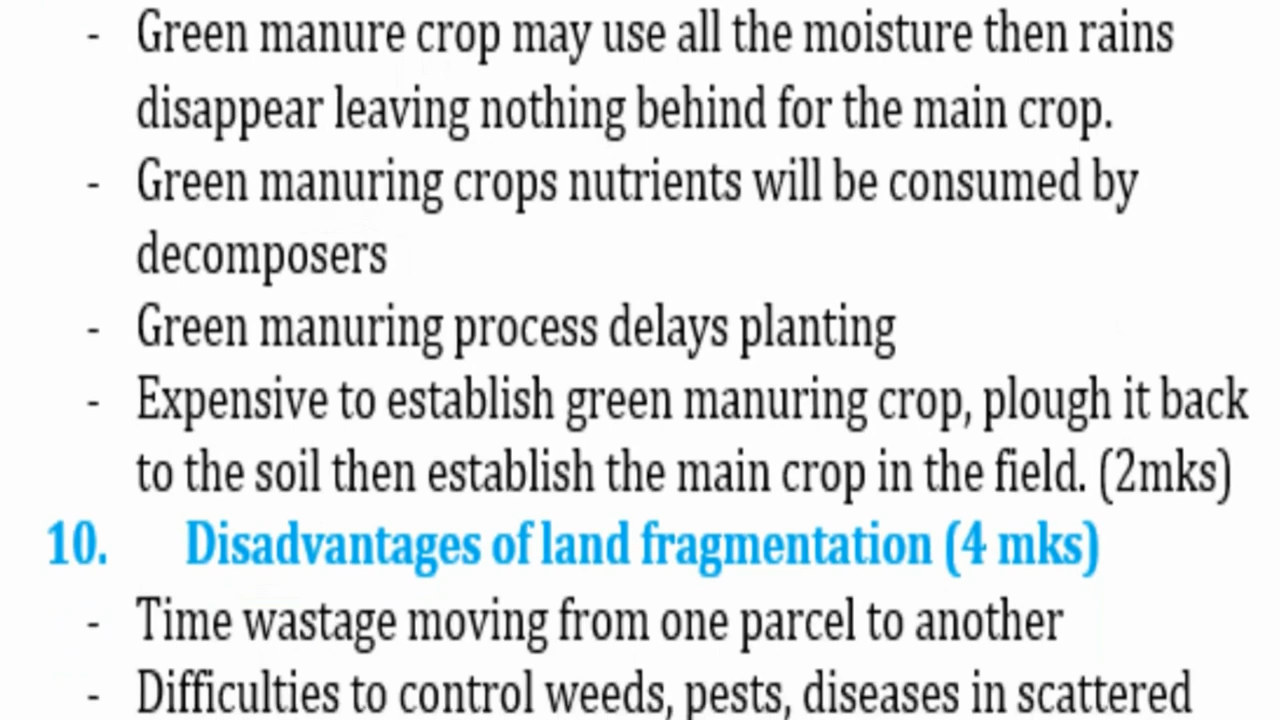 - Green manure crop may use all the moisture then rains
disappear leaving nothing behind for the main crop.
- Green manuring crops nutrients will be consumed by
decomposers
- Green manuring process delays planting
- Expensive to establish green manuring crop, plough it back
to the soil then establish the main crop in the field. (2mks)
10. Disadvantages of land fragmentation (4 mks)
- Time wastage moving from one parcel to another
- Difficulties to control weeds, pests, diseases in scattered